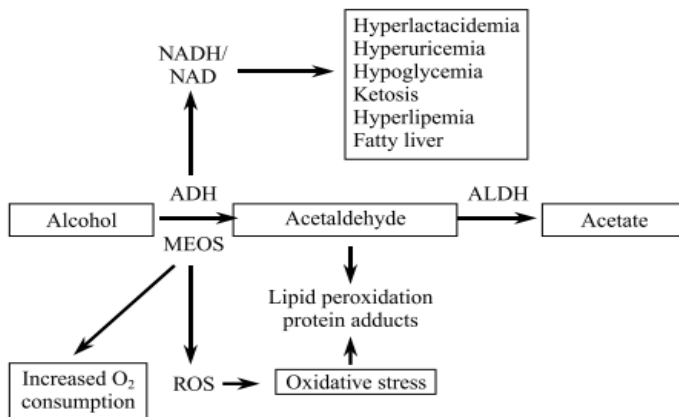 Hyperlactacidemia
Hyperuricemia
Hypoglycemia
Ketosis
Hyperlipemia
Fatty liver
NADH/
NAD
ADH
ALDH
Alcohol
Acetaldehyde
Acetate
MEOS
Lipid peroxidation
protein adducts
Increased O₂
consumption
ROS
Oxidative stress